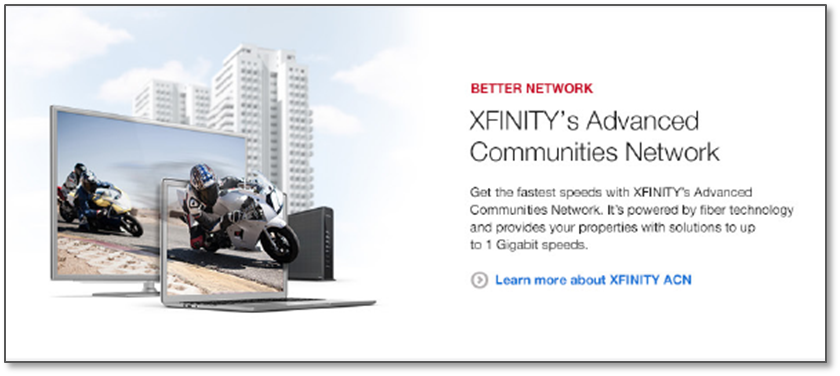 BETTER NETWORK
XFINITY's Advanced
Communities Network
Get the fastest speeds with XFINITY's Advanced
Communities Network. It's powered by fiber technology
and provides your properties with solutions to up
to 1 Gigabit speeds.
Learn more about XFINITY ACN